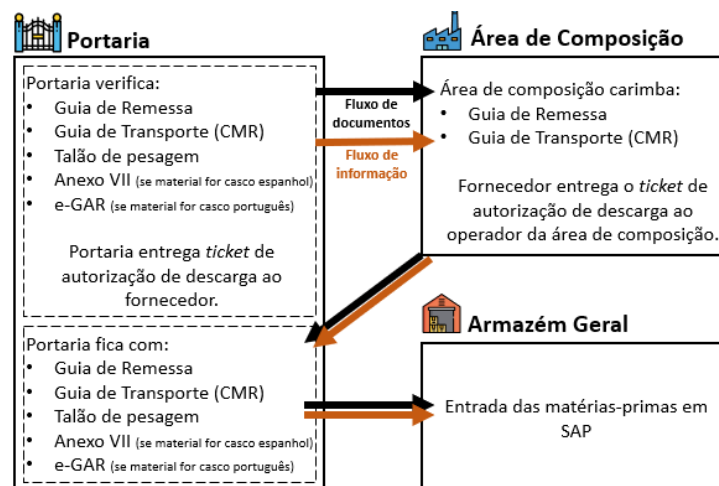 Portaria
Portaria verifica:
• Guia de Remessa
• Guia de Transporte (CMR)
• Talão de pesagem
• Anexo VII (se material for casco espanhol)
• e-GAR (se material for casco português)
Portaria entrega ticket de
autorização de descarga ao
fornecedor.
Fluxo de
documentos
Fluxo de
informação
Área de Composição
Área de composição carimba:
• Guia de Remessa
• Guia de Transporte (CMR)
Fornecedor entrega o ticket de
autorização de descarga ao
operador da área de composição.
Portaria fica com:
• Guia de Remessa
• Guia de Transporte (CMR)
• Talão de pesagem
• Anexo VII (se material for casco espanhol)
• e-GAR (se material for casco português)
Armazém Geral
Entrada das matérias-primas em
SAP